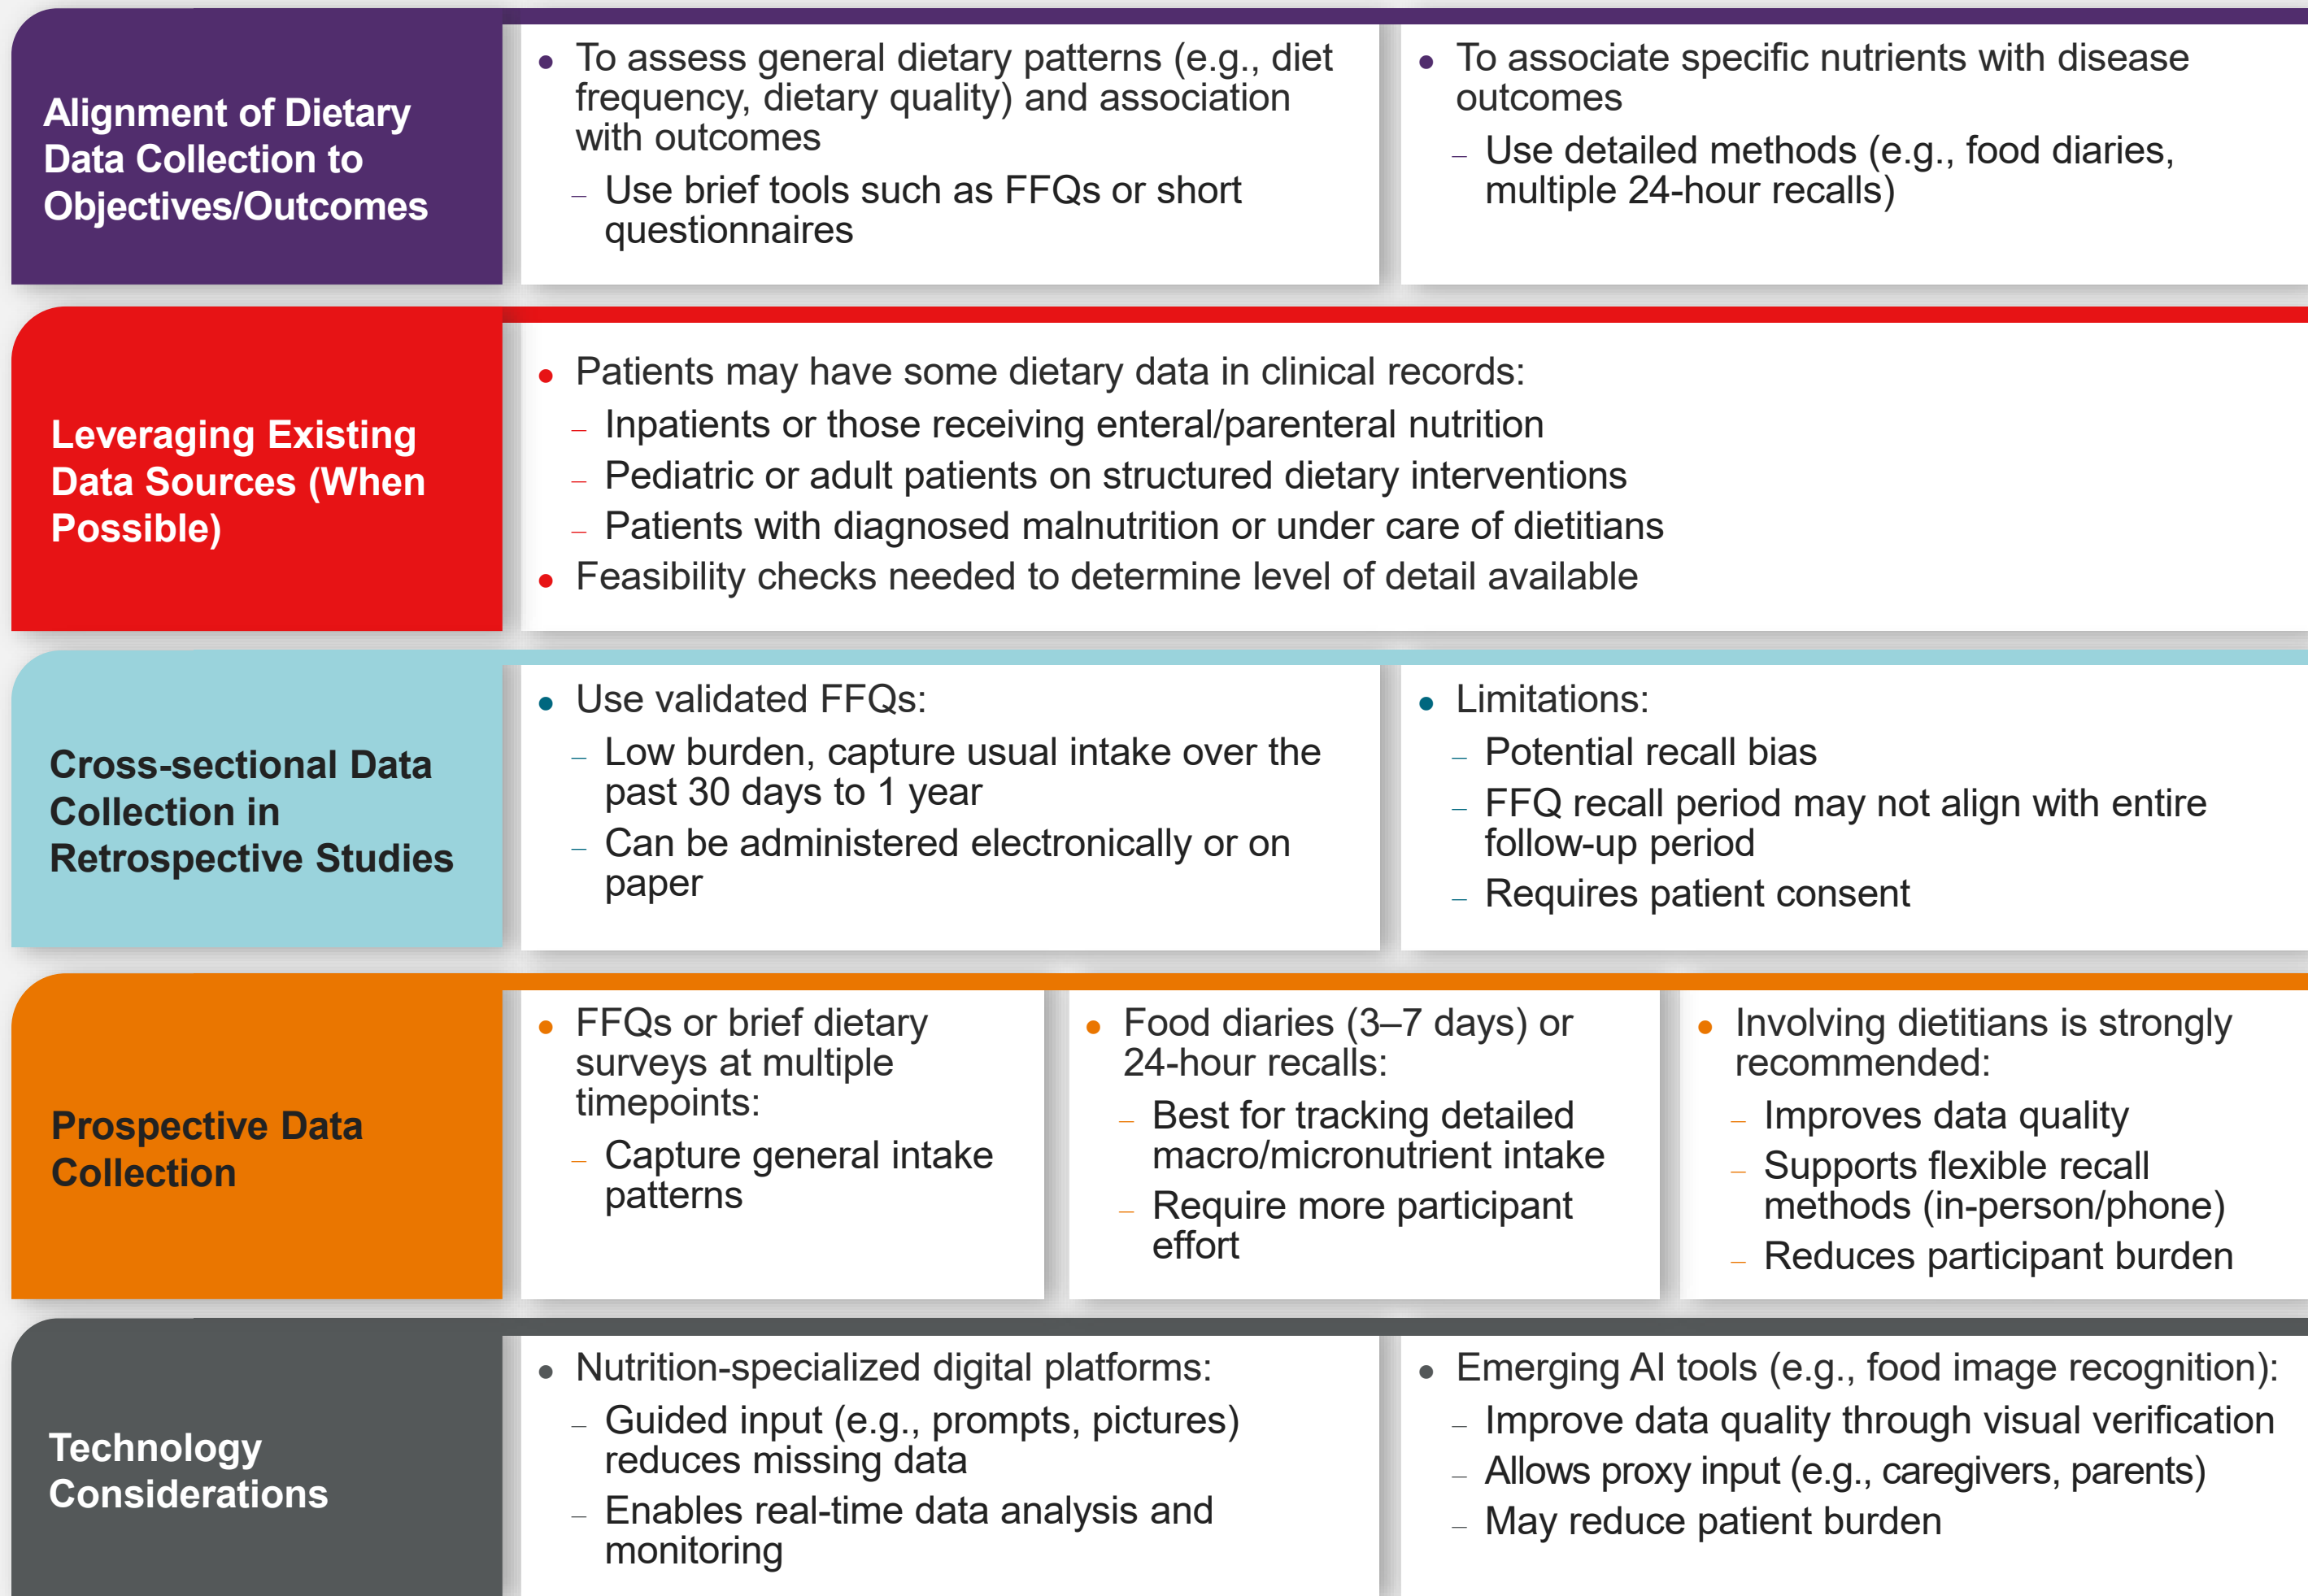 Alignment of Dietary
Data Collection to
Objectives/Outcomes
• To assess general dietary patterns (e.g., diet
frequency, dietary quality) and association
with outcomes
– Use brief tools such as FFQs or short
questionnaires
• To associate specific nutrients with disease
outcomes
– Use detailed methods (e.g., food diaries,
multiple 24-hour recalls)
Leveraging Existing
Data Sources (When
Possible)
• Patients may have some dietary data in clinical records:
– Inpatients or those receiving enteral/parenteral nutrition
– Pediatric or adult patients on structured dietary interventions
– Patients with diagnosed malnutrition or under care of dietitians
• Feasibility checks needed to determine level of detail available
Cross-sectional Data
Collection in
Retrospective Studies
• Use validated FFQs:
– Low burden, capture usual intake over the
past 30 days to 1 year
– Can be administered electronically or on
paper
• Limitations:
– Potential recall bias
– FFQ recall period may not align with entire
follow-up period
– Requires patient consent
Prospective Data
Collection
• FFQs or brief dietary
surveys at multiple
timepoints:
– Capture general intake
patterns
• Food diaries (3–7 days) or
24-hour recalls:
– Best for tracking detailed
macro/micronutrient intake
– Require more participant
effort
• Involving dietitians is strongly
recommended:
– Improves data quality
– Supports flexible recall
methods (in-person/phone)
– Reduces participant burden
Technology
Considerations
• Nutrition-specialized digital platforms:
– Guided input (e.g., prompts, pictures)
reduces missing data
– Enables real-time data analysis and
monitoring
• Emerging AI tools (e.g., food image recognition):
– Improve data quality through visual verification
– Allows proxy input (e.g., caregivers, parents)
– May reduce patient burden